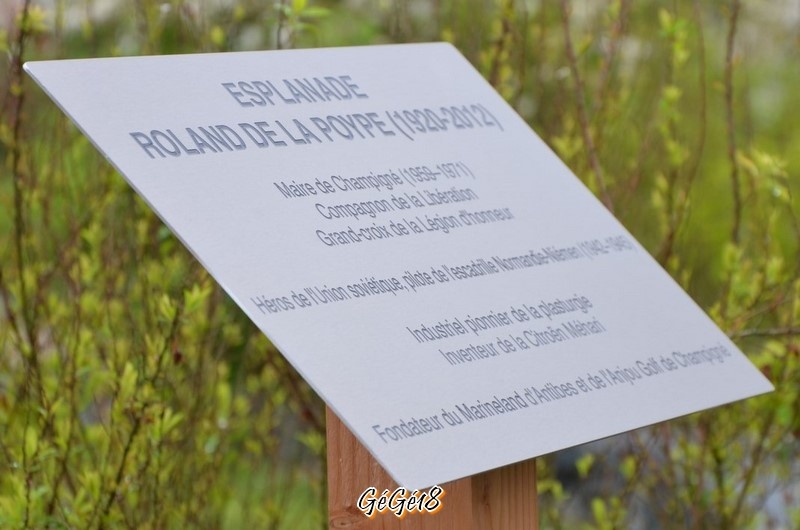 ESPLANADE
ROLAND DE LA POYPE (1920-2012)
Maire de Champigné (1959-1971)
Compagnon de la Libération
Grand-croix de la Légion d'honneur
Héros de l'Union soviétique, pilote de l'escadrille Normandie-Niémen (1942-1945)
Industriel pionnier de la plasturgie
Inventeur de la Citroën Méhari
Fondateur du Marineland d'Antibes et de l'Anjou Golf de Champigné
GéGé18